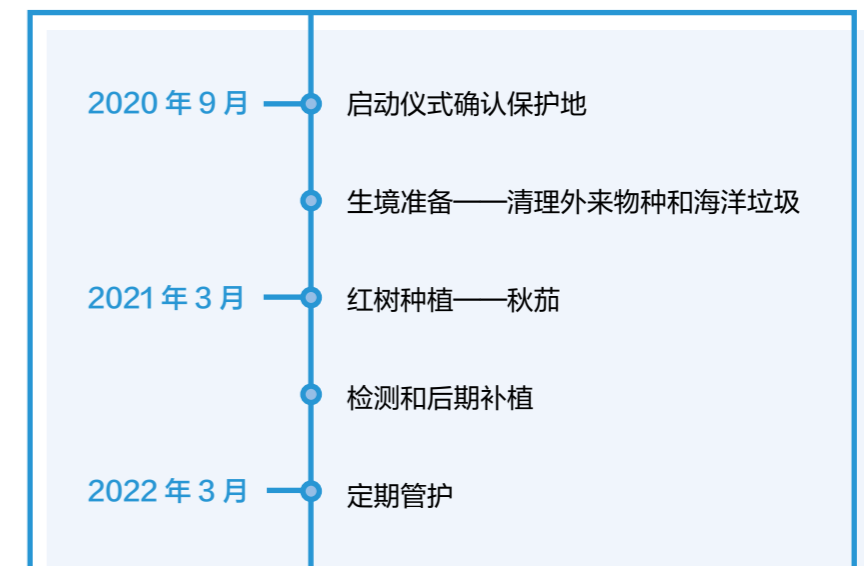 2020 年 9 月 启动仪式确认保护地
生境准备——清理外来物种和海洋垃圾
2021 年 3 月 红树种植——秋茄
检测和后期补植
2022 年 3 月 定期管护